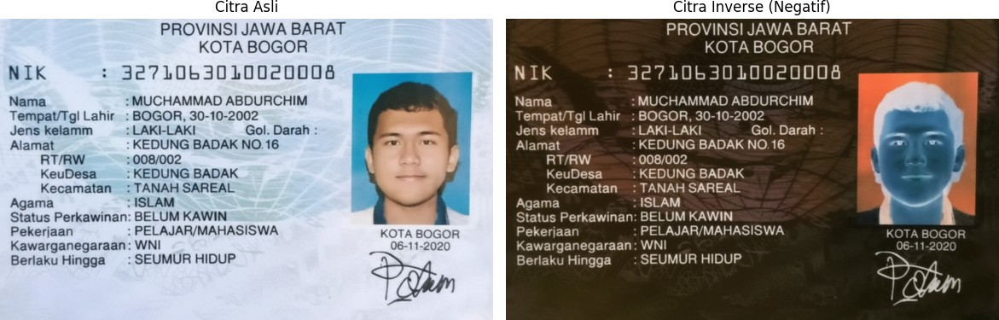 Citra Asli
PROVINSI JAWA BARAT
KOTA BOGOR
NIK : 3271063010020008
Nama : MUCHAMMAD ABDURCHIM
Tempat/Tgl Lahir : BOGOR, 30-10-2002
Jens kelamm : LAKI-LAKI Gol. Darah :
Alamat : KEDUNG BADAK NO.16
RT/RW : 008/002
KeuDesa : KEDUNG BADAK
Kecamatan : TANAH SAREAL
Agama : ISLAM
Status Perkawinan: BELUM KAWIN
Pekerjaan : PELAJAR/MAHASISWA
Kawarganegaraan: WNI
Berlaku Hingga : SEUMUR HIDUP
KOTA BOGOR
06-11-2020
Citra Inverse (Negatif)
PROVINSI JAWA BARAT
KOTA BOGOR
NIK : 3271063010020008
Nama : MUCHAMMAD ABDURCHIM
Tempat/Tgl Lahir : BOGOR, 30-10-2002
Jens kelamm : LAKI-LAKI Gol. Darah :
Alamat : KEDUNG BADAK NO.16
RT/RW : 008/002
KeuDesa : KEDUNG BADAK
Kecamatan : TANAH SAREAL
Agama : ISLAM
Status Perkawinan: BELUM KAWIN
Pekerjaan : PELAJAR/MAHASISWA
Kawarganegaraan: WNI
Berlaku Hingga : SEUMUR HIDUP
KOTA BOGOR
06-11-2020